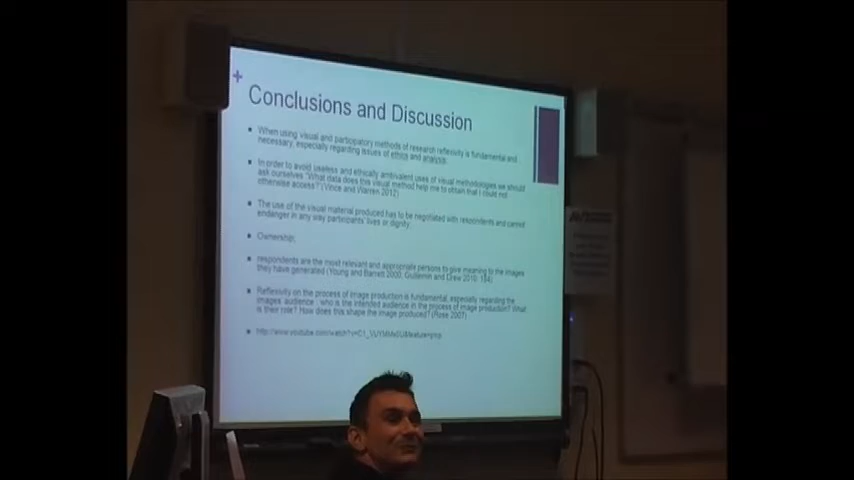 +
Conclusions and Discussion
When using visual and participatory methods of research reflexivity is fundamental and
necessary, especially regarding issues of ethics and analysis.
In order to avoid useless and ethically ambivalent uses of visual methodologies we should
ask ourselves "What data does this visual method help me to obtain that I could not
otherwise access? (Vince and Warren 2012)
The use of the visual material produced has to be negotiated with respondents and cannot
endanger in any way participants' lives or dignity.
Ownership;
respondents are the most relevant and appropriate persons to give meaning to the images
they have generated (Young and Barrett 2000; Guillemin and Drew 2010: 184)
Reflexivity on the process of image production is fundamental, especially regarding the
images audience : who is the intended audience in the process of image production? What
is their role? How does this shape the image produced? (Rose 2007)